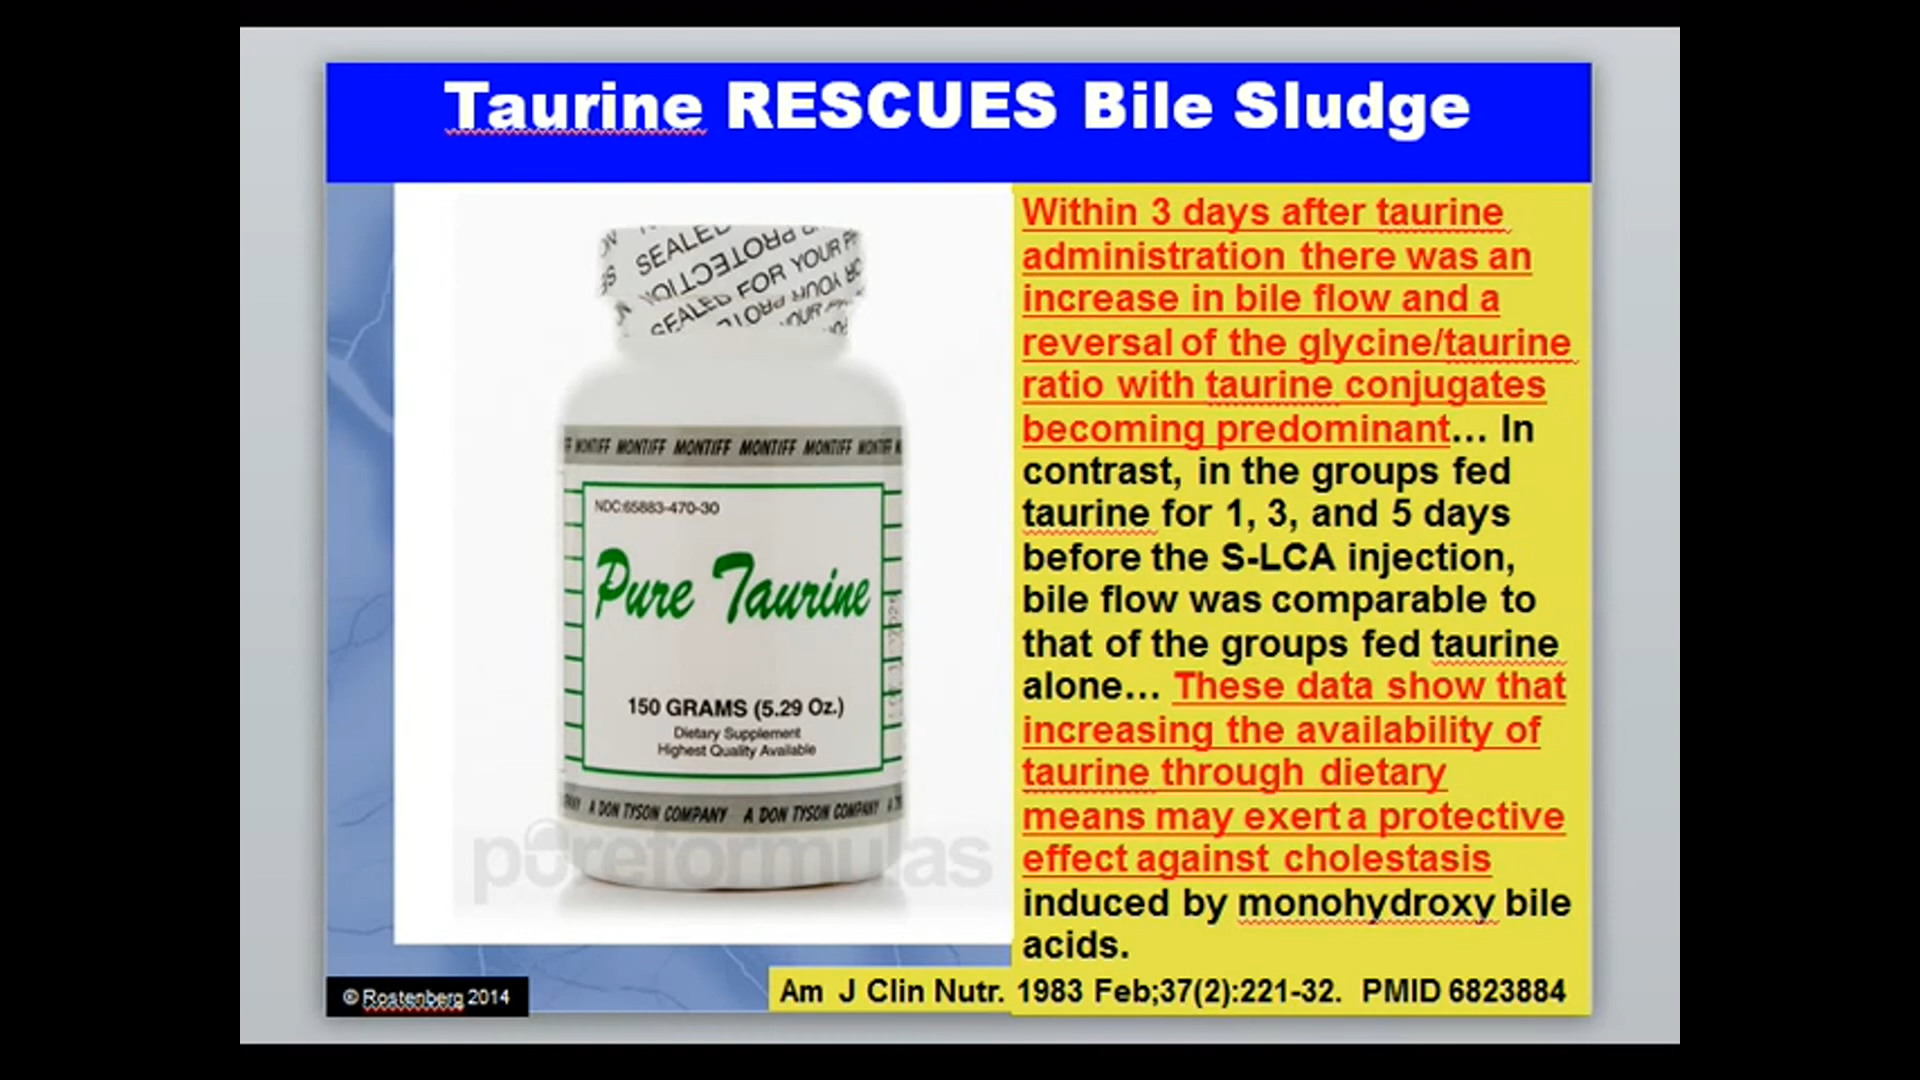 Taurine RESCUES Bile Sludge
SEALED
SEALED FOR YOUR
MONTIFF MONTIFF MONTIFF MONTIFF MONTIFF
NDC:65883-470-30
Pure Taurine
150 GRAMS (5.29 Oz.)
Dietary Supplement
Highest Quality Available
A DON TYSON COMPANY A DON TYSON COMPANY
pureformulas
Within 3 days after taurine
administration there was an
increase in bile flow and a
reversal of the glycine/taurine
ratio with taurine conjugates
becoming predominant... In
contrast, in the groups fed
taurine for 1, 3, and 5 days
before the S-LCA injection,
bile flow was comparable to
that of the groups fed taurine
alone... These data show that
increasing the availability of
taurine through dietary
means may exert a protective
effect against cholestasis
induced by monohydroxy bile
acids.
© Rostenberg 2014
Am J Clin Nutr. 1983 Feb;37(2):221-32. PMID 6823884